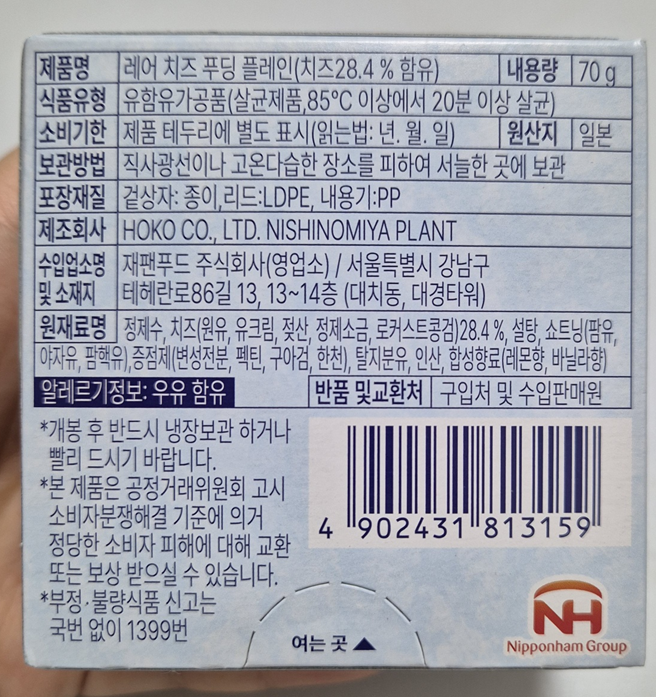 제품명 레어 치즈 푸딩 플레인(치즈28.4 % 함유) 내용량 70 g
식품유형 유함유가공품(살균제품,85℃ 이상에서 20분 이상 살균)
소비기한 제품 테두리에 별도 표시(읽는법: 년. 월. 일) 원산지 일본
보관방법 직사광선이나 고온다습한 장소를 피하여 서늘한 곳에 보관
포장재질 겉상자: 종이,리드:LDPE, 내용기:PP
제조회사 HOKO CO., LTD. NISHINOMIYA PLANT
수입업소명 재팬푸드 주식회사(영업소) / 서울특별시 강남구
및 소재지 테헤란로86길 13, 13~14층 (대치동, 대경타워)
원재료명 정제수, 치즈(원유, 유크림, 젖산, 정제소금, 로커스트콩검)28.4 %, 설탕, 쇼트닝(팜유,
야자유, 팜핵유),증점제(변성전분, 펙틴, 구아검, 한천), 탈지분유, 인산, 합성향료(레몬향, 바닐라향)
알레르기정보: 우유 함유 반품 및교환처 구입처 및 수입판매원
*개봉 후 반드시 냉장보관 하거나
빨리 드시기 바랍니다.
*본 제품은 공정거래위원회 고시
소비자분쟁해결 기준에 의거
정당한 소비자 피해에 대해 교환
또는 보상 받으실 수 있습니다.
*부정·불량식품 신고는
국번 없이 1399번
4 902431 813159
여는 곳 ▲
NH
Nipponham Group